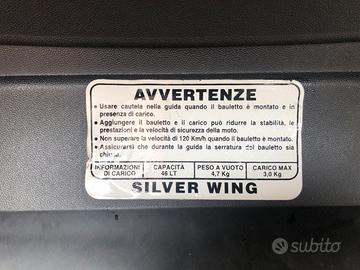 AVVERTENZE
• Usare cautela nella guida quando il bauletto è montato e in
presenza di carico.
• Aggiungere il bauletto e il carico può ridurre la stabilità, le
prestazioni e la velocità di sicurezza della moto.
• Non superare la velocità di 120 Km/h quando il bauletto è montato.
• Assicurarsi che durante la guida la serratura del bauletto sia
INFORMAZIONI
DI CARICO
CAPACITÀ
46 LT
PESO A VUOTO
4,7 Kg
CARICO MAX
3,0 Kg
SILVER WING
subito